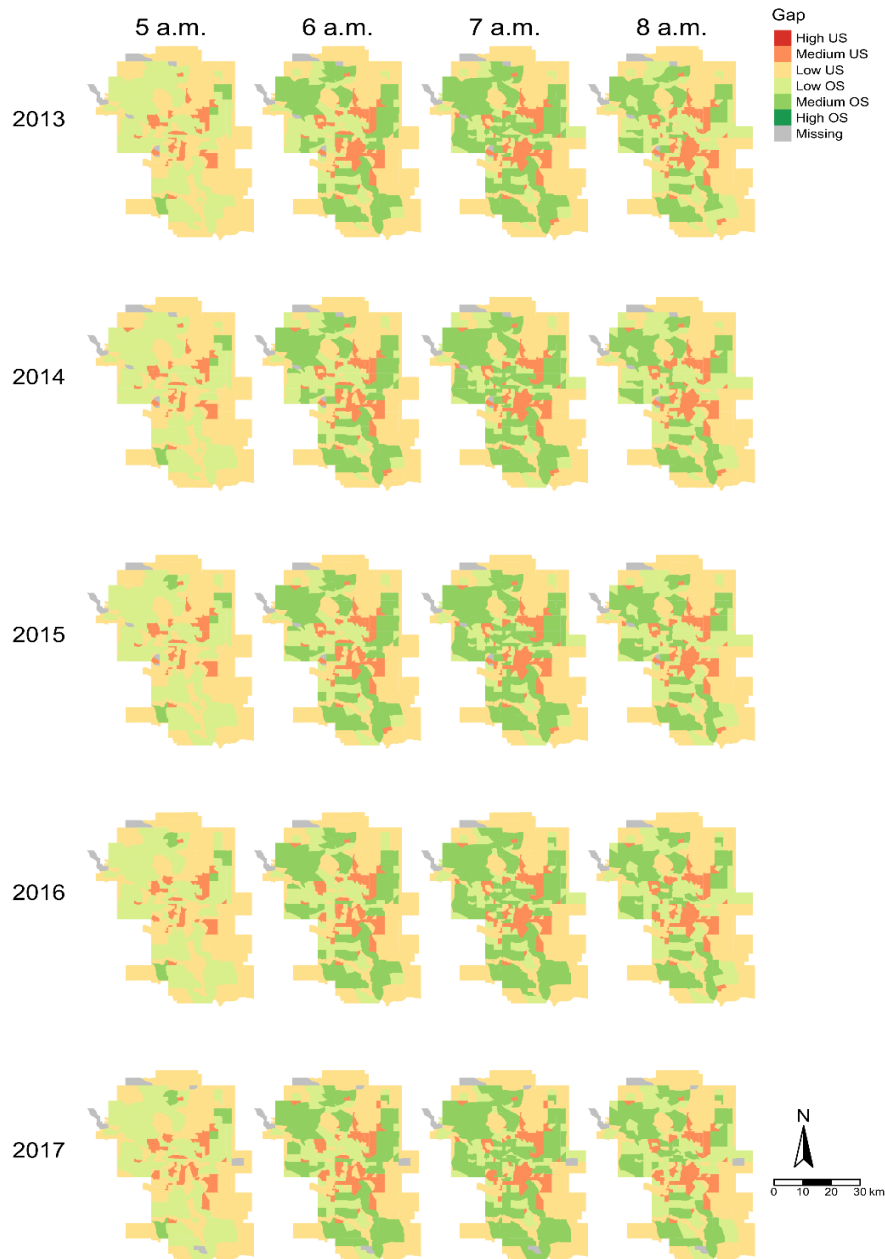 5 a.m. 6 a.m. 7 a.m. 8 a.m.
Gap
High US
Medium US
Low US
Low OS
Medium OS
High OS
Missing
2013
2014
2015
2016
2017
N
0 10 20 30 km